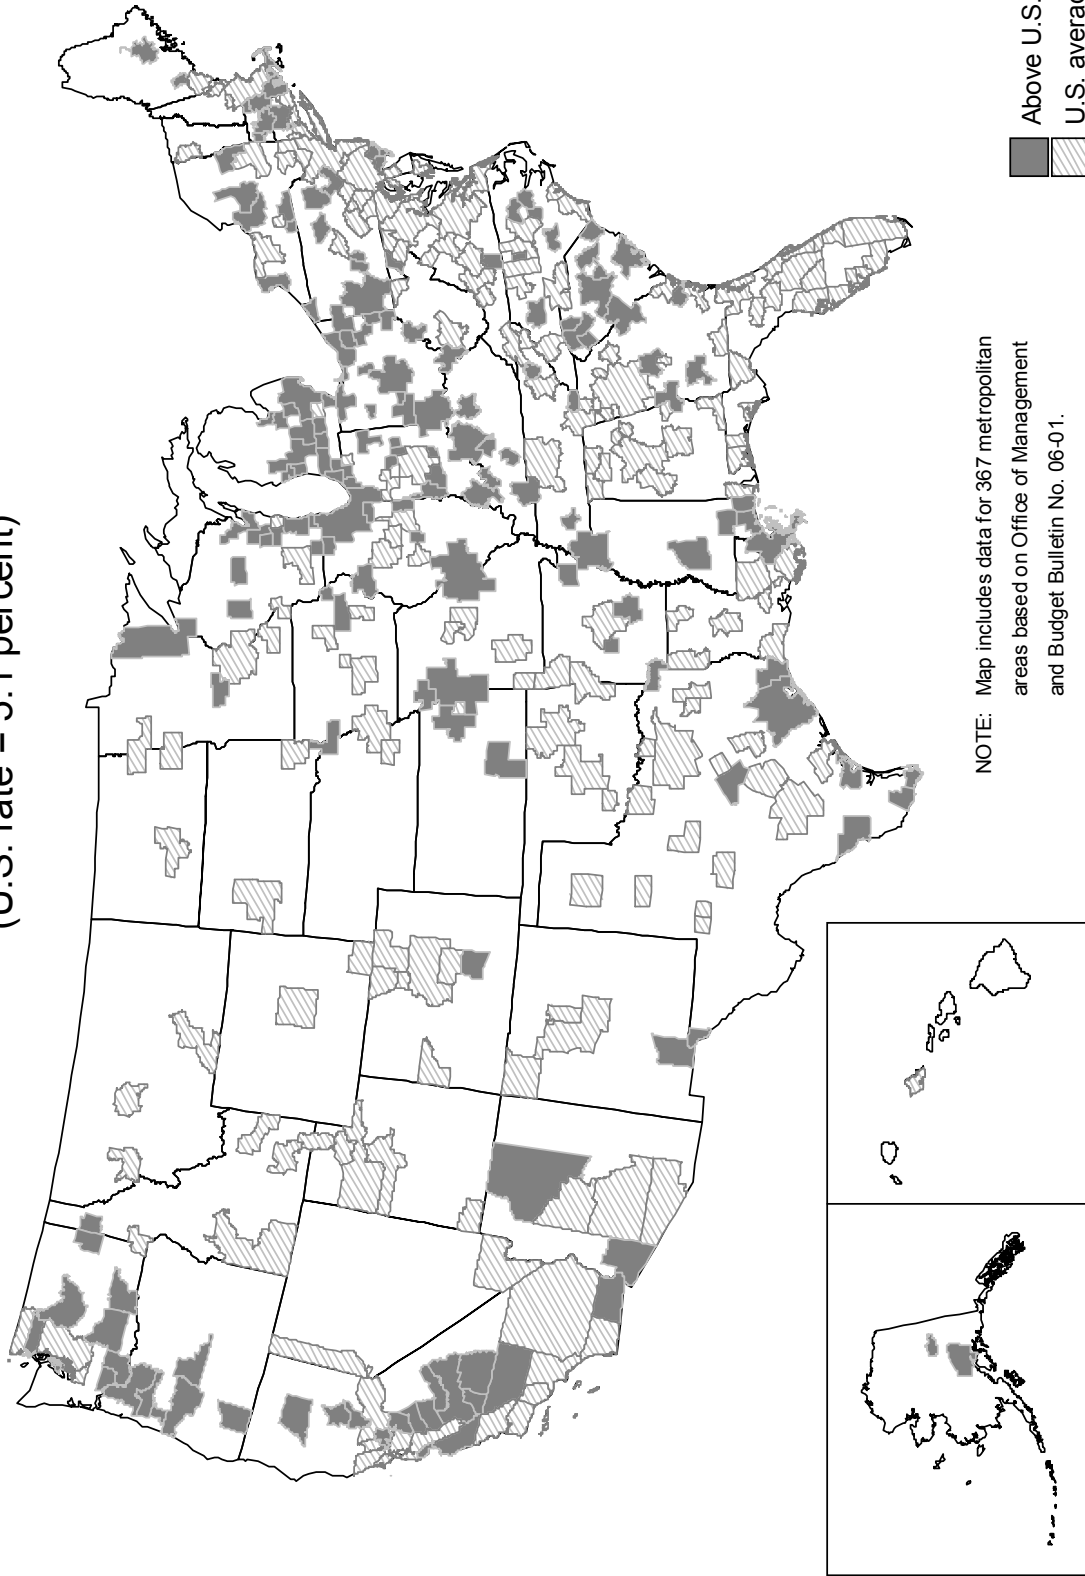 (U.S. rate = 5.1 percent)
Above U.S.
U.S.
NOTE: Map includes data for 367 metropolitan
areas based on Office of Management
and Budget Bulletin No. 06-01.